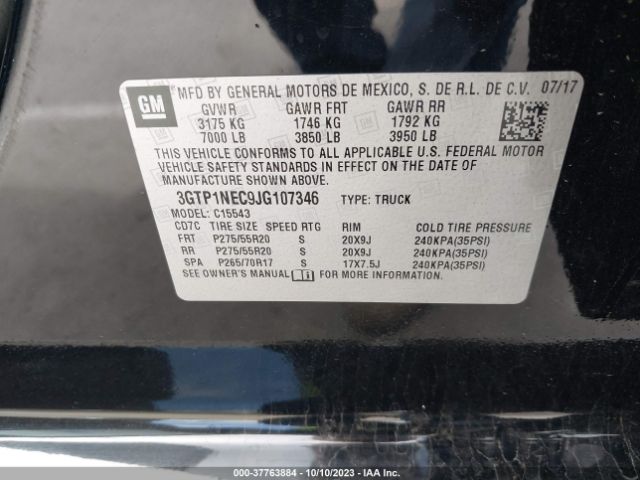 GM
*MFD BY GENERAL MOTORS DE MEXICO, S. DE R.L. DE C.V. 07/17
GVWR GAWR FRT GAWR RR
3175 KG 1746 KG 1792 KG
7000 LB 3850 LB 3950 LB
THIS VEHICLE CONFORMS TO ALL APPLICABLE U.S. FEDERAL MOTOR
VEHICLE SAFETY STANDARDS IN EFFECT ON THE DATE OF
MANUFACTURE SHOWN ABOVE.
3GTP1NEC9JG107346 TYPE: TRUCK
MODEL: C15543
CD7C TIRE SIZE SPEED RTG RIM COLD TIRE PRESSURE
FRT P275/55R20 S 20X9J 240KPA(35PSI)
RR P275/55R20 S 20X9J 240KPA(35PSI)
SPA P265/70R17 S 17X7.5J 240KPA(35PSI)
SEE OWNER'S MANUAL FOR MORE INFORMATION.
000-37763884 - 10/10/2023 - IAA Inc.